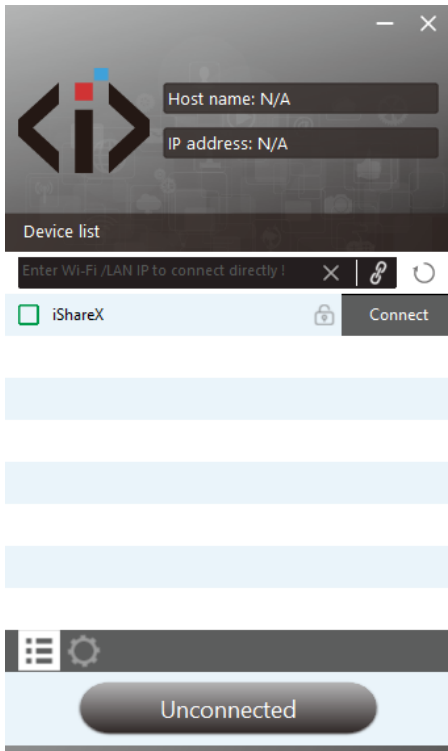 Host name: N/A
IP address: N/A
Device list
Enter Wi-Fi /LAN IP to connect directly !
iShareX
Connect
Unconnected